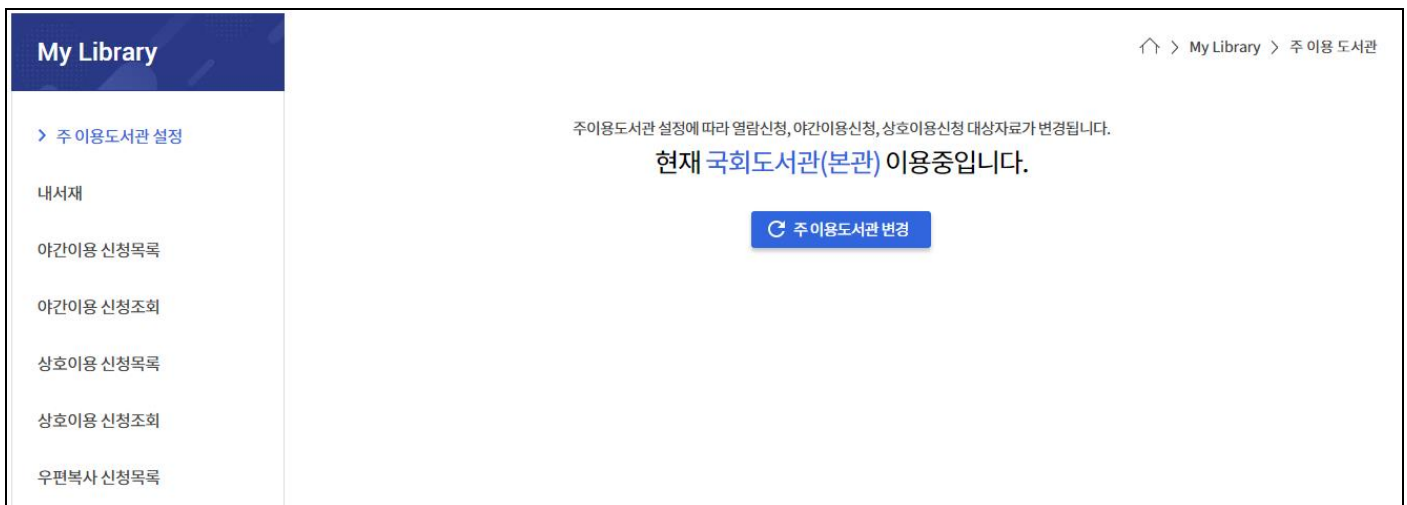 My Library
My Library > 주 이용 도서관
> 주 이용도서관 설정
내서재
야간이용 신청목록
야간이용 신청조회
상호이용 신청목록
상호이용 신청조회
우편복사 신청목록
주이용도서관 설정에 따라 열람신청, 야간이용신청, 상호이용신청 대상자료가 변경됩니다.
현재 국회도서관(본관) 이용중입니다.
주 이용도서관 변경